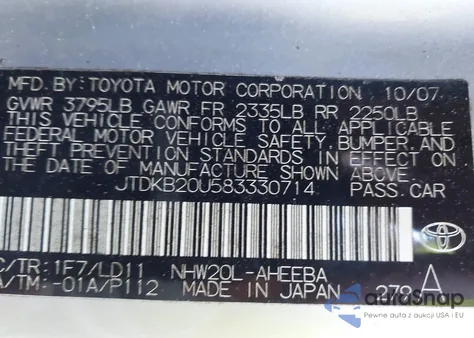 MFD. BY: TOYOTA MOTOR CORPORATION 10/07
GVWR 3795LB GAWR FR 2335LB RR 2250LB
THIS VEHICLE CONFORMS TO ALL APPLICABLE
FEDERAL MOTOR VEHICLE SAFETY, BUMPER, AND
THEFT PREVENTION STANDARDS IN EFFECT ON
THE DATE OF MANUFACTURE SHOWN ABOVE.
JTDKB20U583330714 PASS. CAR
C/TR: 1F7/LD11 NHW20L-AHEEBA
A/TM: -01A/P112 MADE IN JAPAN 279 A
autoSnap
Pewne auta z aukcji USA i EU